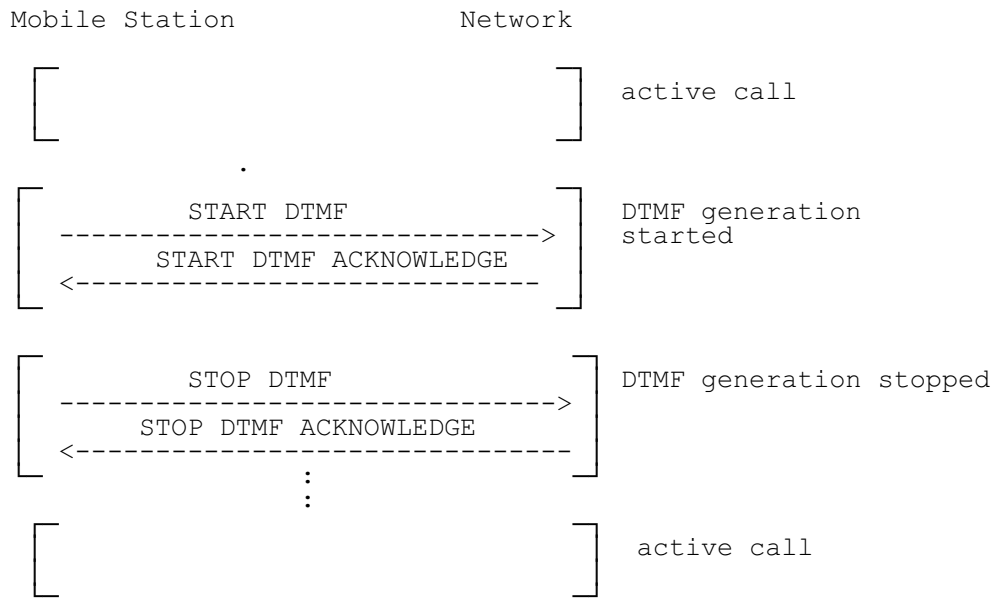 Mobile Station Network
active call
.
START DTMF DTMF generation
------------------------------> started
START DTMF ACKNOWLEDGE
<-----------------------------
STOP DTMF DTMF generation stopped
------------------------------->
STOP DTMF ACKNOWLEDGE
<-------------------------------
:
:
active call